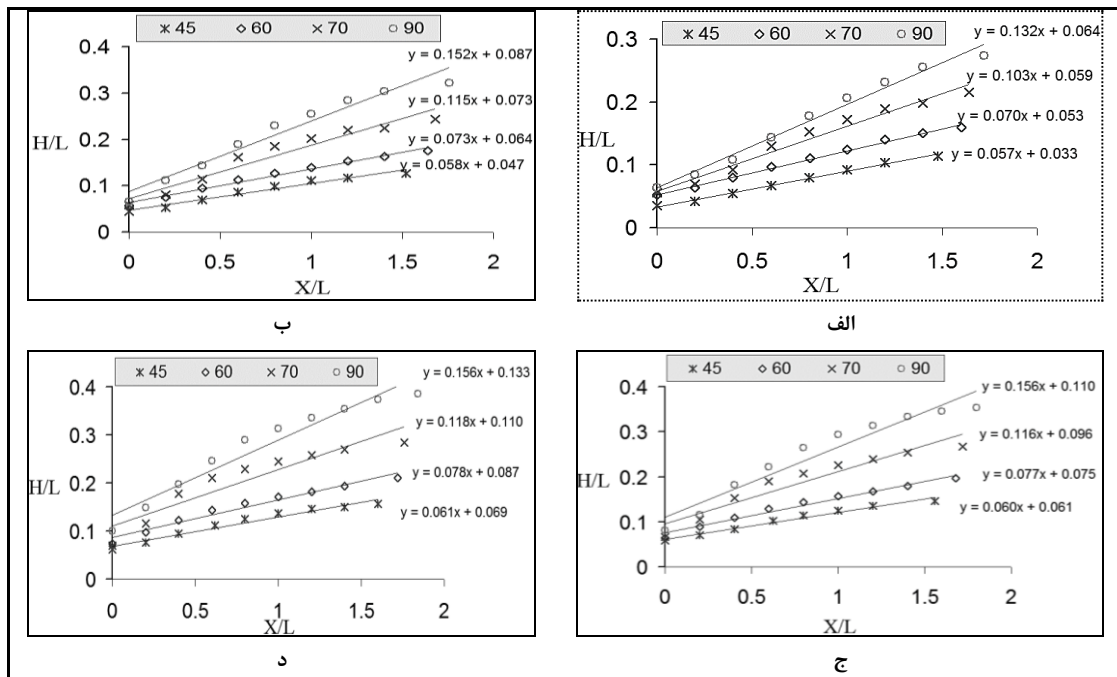 45 60 70 90
0.3
0.2
0.1
0
H/L
y = 0.132x + 0.064
y = 0.103x + 0.059
y = 0.070x + 0.053
y = 0.057x + 0.033
0 0.5 1 1.5 2
X/L
الف
45 60 70 90
0.4
0.3
0.2
0.1
0
H/L
y = 0.152x + 0.087
y = 0.115x + 0.073
y = 0.073x + 0.064
y = 0.058x + 0.047
0 0.5 1 1.5 2
X/L
ب
45 60 70 90
0.4
0.3
0.2
0.1
0
H/L
y = 0.156x + 0.110
y = 0.116x + 0.096
y = 0.077x + 0.075
y = 0.060x + 0.061
0 0.5 1 1.5 2
X/L
ج
45 60 70 90
0.4
0.3
0.2
0.1
0
H/L
y = 0.156x + 0.133
y = 0.118x + 0.110
y = 0.078x + 0.087
y = 0.061x + 0.069
0 0.5 1 1.5 2
X/L
د